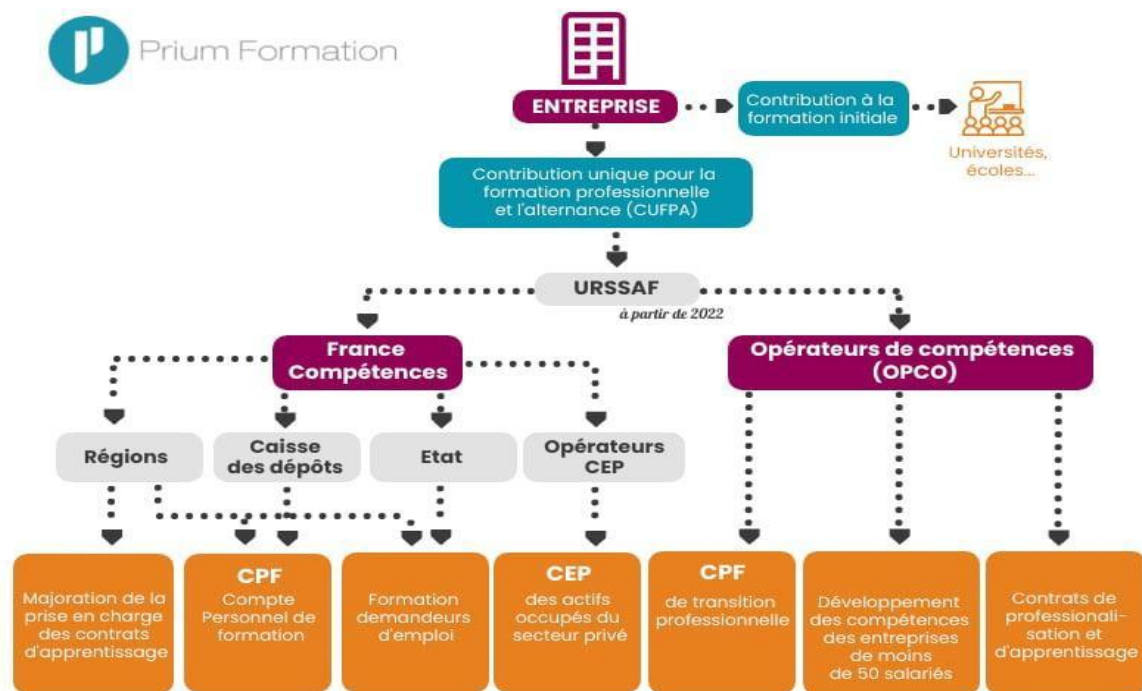 Prium Formation
ENTREPRISE
Contribution à la
formation initiale
Universités,
écoles...
Contribution unique pour la
formation professionnelle
et l'alternance (CUFPA)
URSSAF
à partir de 2022
France
Compétences
Opérateurs de compétences
(OPCO)
Régions
Caisse
des dépôts
Etat
Opérateurs
CEP
Majoration de la
prise en charge
des contrats
d'apprentissage
CPF
Compte
Personnel de
formation
Formation
demandeurs
d'emploi
CEP
des actifs
occupés du
secteur privé
CPF
de transition
professionnelle
Développement
des compétences
des entreprises
de moins
de 50 salariés
Contrats de
professionali-
sation et
d'apprentissage